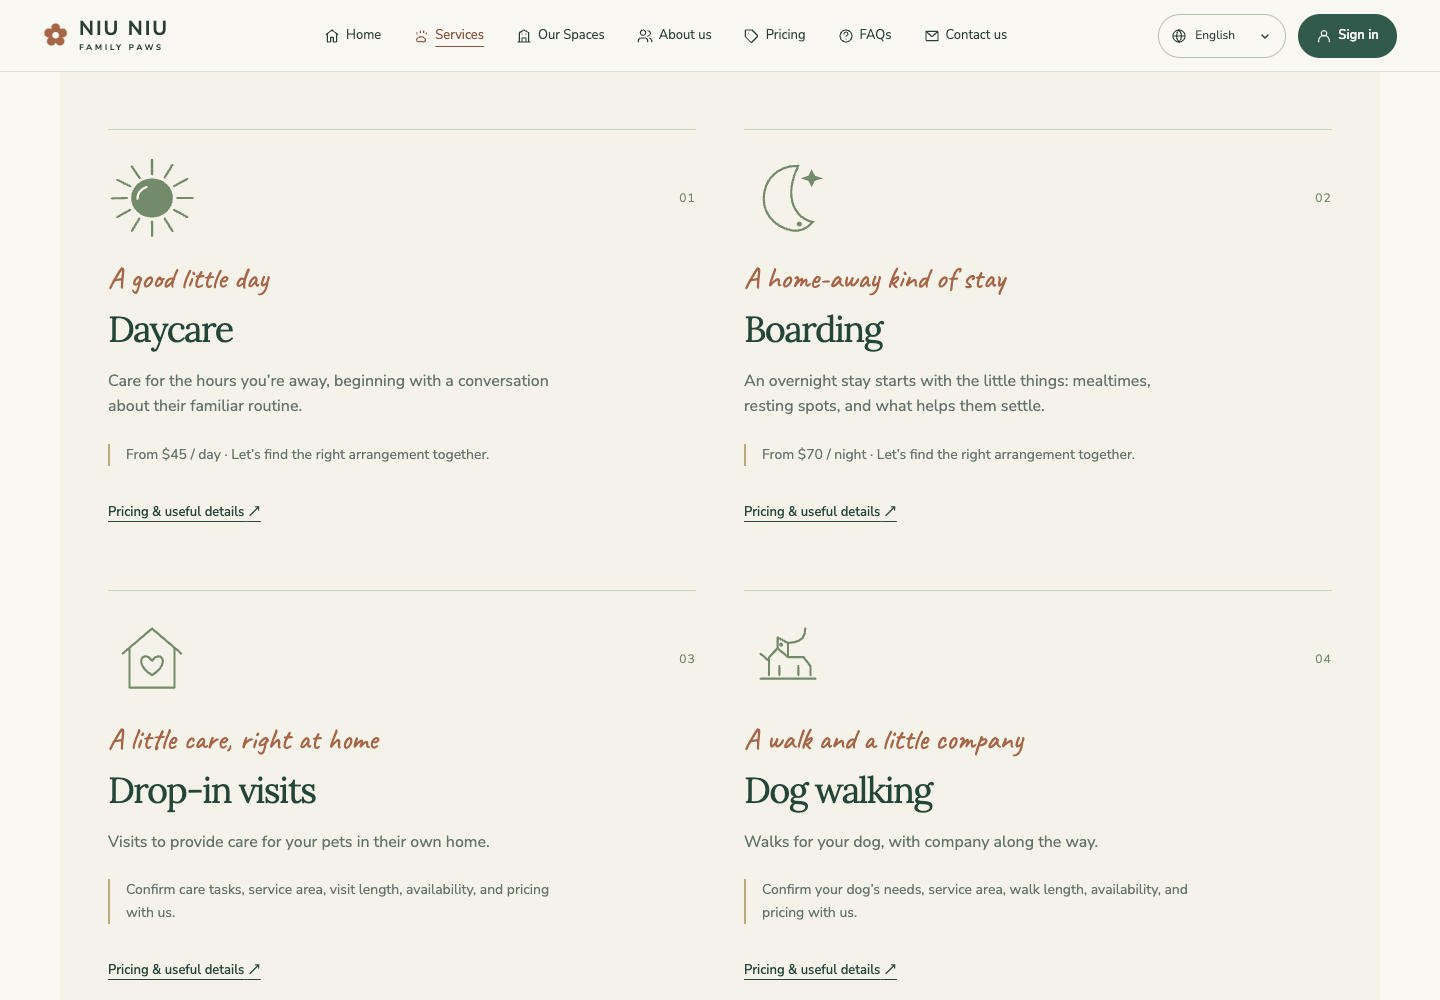 NIU NIU
FAMILY PAWS
Home
Services
Our Spaces
About us
Pricing
FAQs
Contact us
English
Sign in
01
A good little day
Daycare
Care for the hours you’re away, beginning with a conversation
about their familiar routine.
From $45 / day · Let’s find the right arrangement together.
Pricing & useful details ↗
02
A home-away kind of stay
Boarding
An overnight stay starts with the little things: mealtimes,
resting spots, and what helps them settle.
From $70 / night · Let’s find the right arrangement together.
Pricing & useful details ↗
03
A little care, right at home
Drop-in visits
Visits to provide care for your pets in their own home.
Confirm care tasks, service area, visit length, availability, and pricing
with us.
Pricing & useful details ↗
04
A walk and a little company
Dog walking
Walks for your dog, with company along the way.
Confirm your dog’s needs, service area, walk length, availability, and
pricing with us.
Pricing & useful details ↗